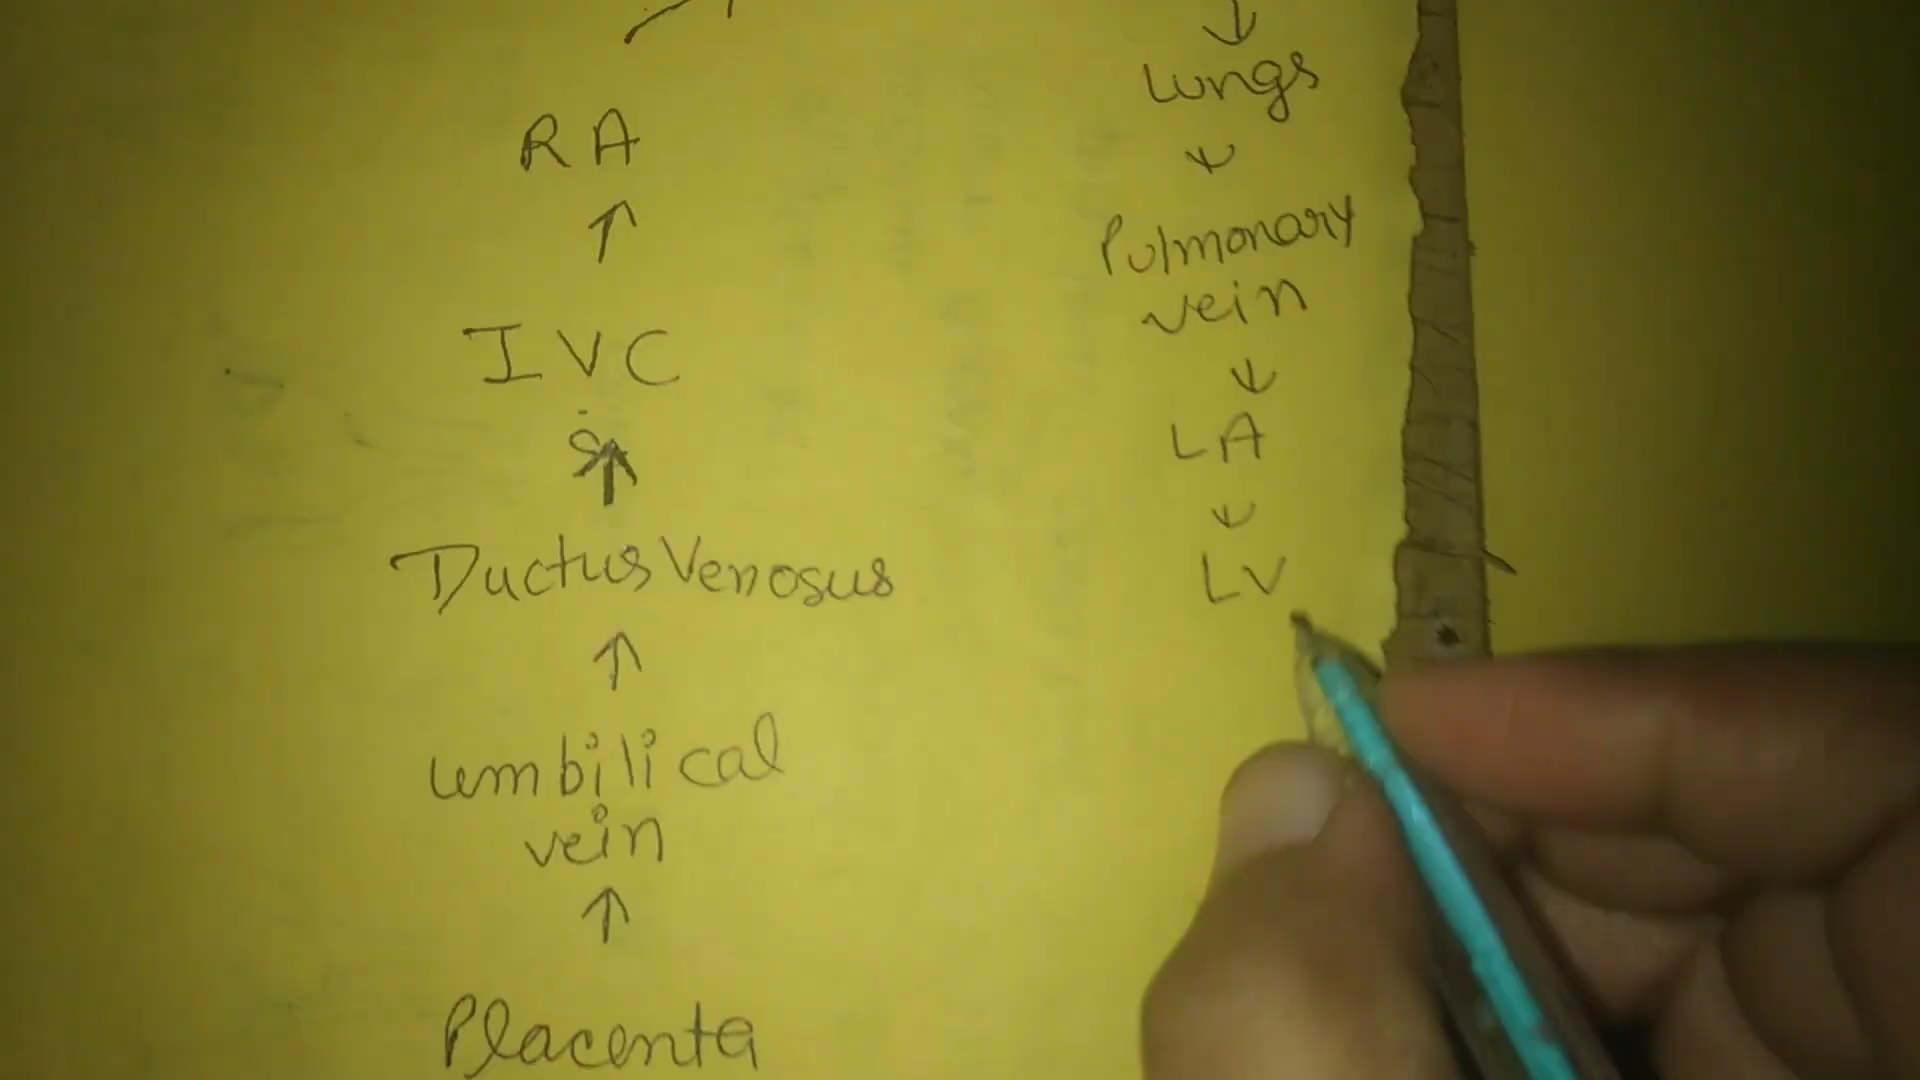 RA
IVC
Ductus Venosus
umbilical
vein
Placenta
Lungs
Pulmonary
vein
LA
LV